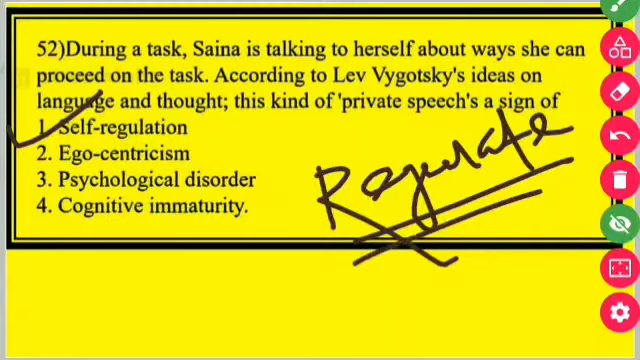 52)During a task, Saina is talking to herself about ways she can
proceed on the task. According to Lev Vygotsky's ideas on
language and thought; this kind of 'private speech's a sign of
1. Self-regulation
2. Ego-centricism
3. Psychological disorder
4. Cognitive immaturity.
Regulate